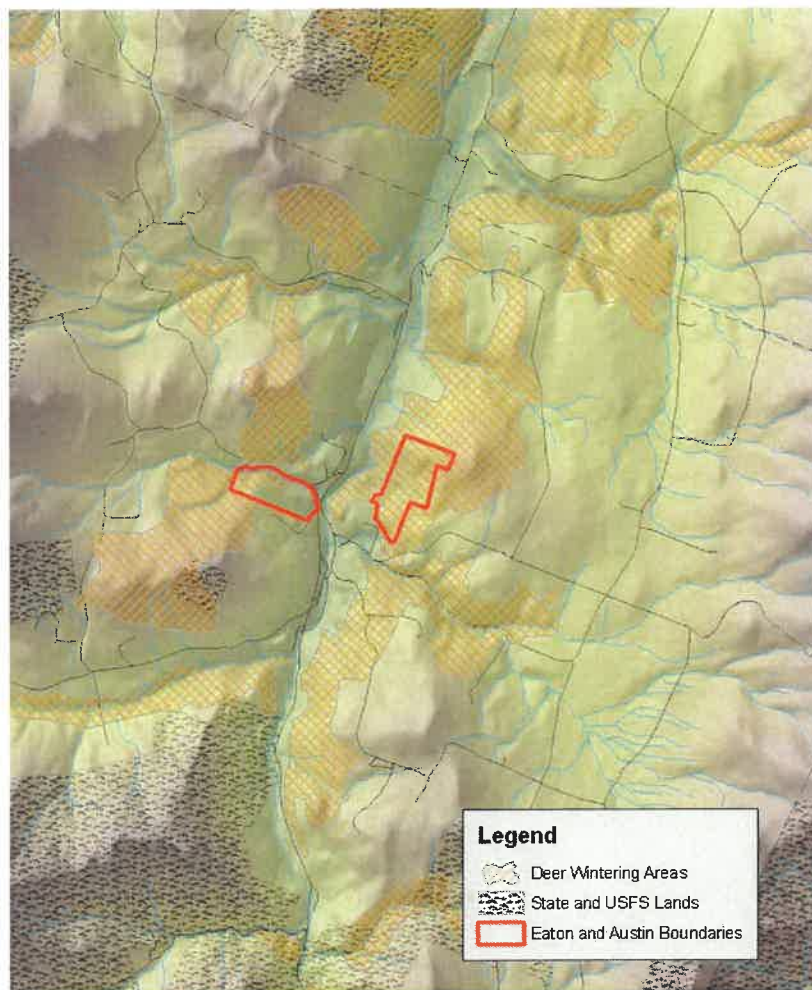 Legend
Deer Wintering Areas
State and USFS Lands
Eaton and Austin Boundaries